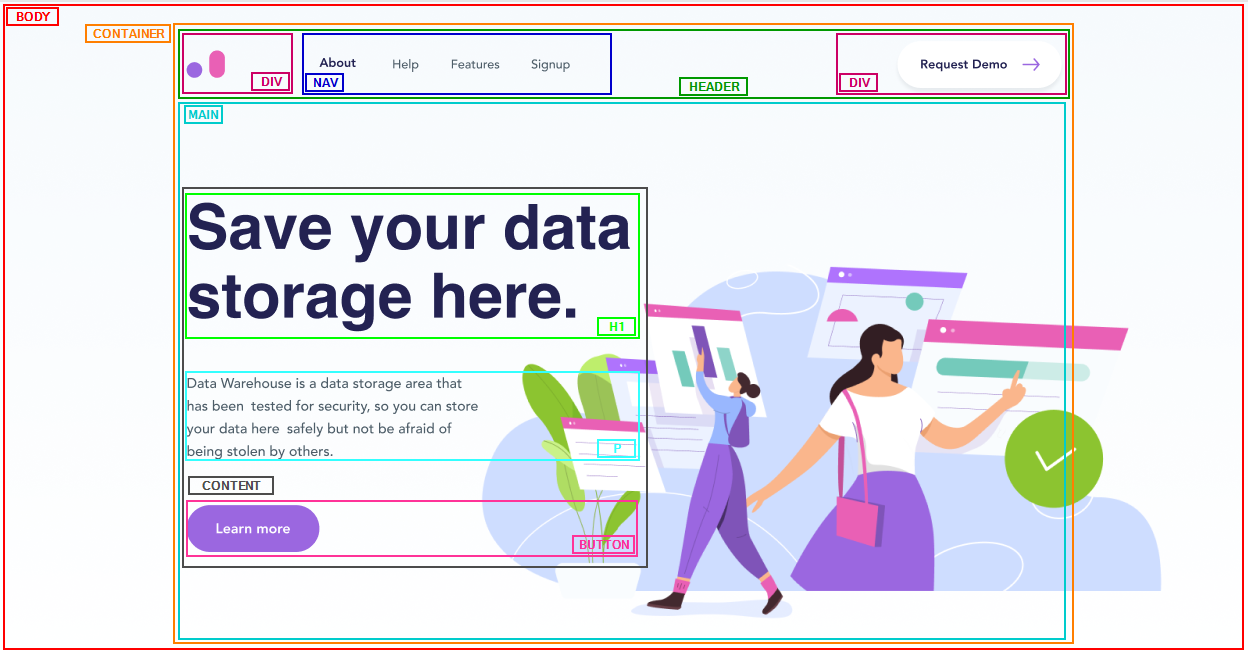 BODY
CONTAINER
DIV
About
Help
Features
Signup
NAV
HEADER
DIV
Request Demo
MAIN
Save your data
storage here.
H1
Data Warehouse is a data storage area that
has been tested for security, so you can store
your data here safely but not be afraid of
being stolen by others.
P
CONTENT
Learn more
BUTTON